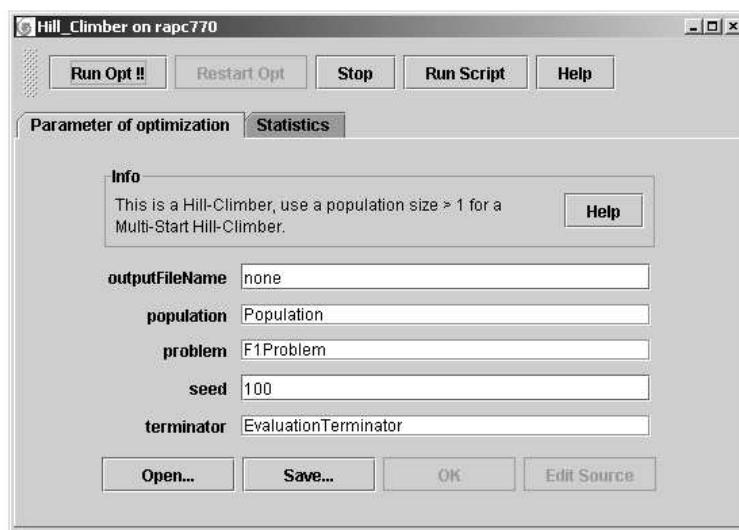 Hill_Climber on rapc770
Run Opt !! Restart Opt Stop Run Script Help
Parameter of optimization Statistics
Info
This is a Hill-Climber, use a population size > 1 for a
Multi-Start Hill-Climber.
Help
outputFileName none
population Population
problem F1Problem
seed 100
terminator EvaluationTerminator
Open... Save... OK Edit Source